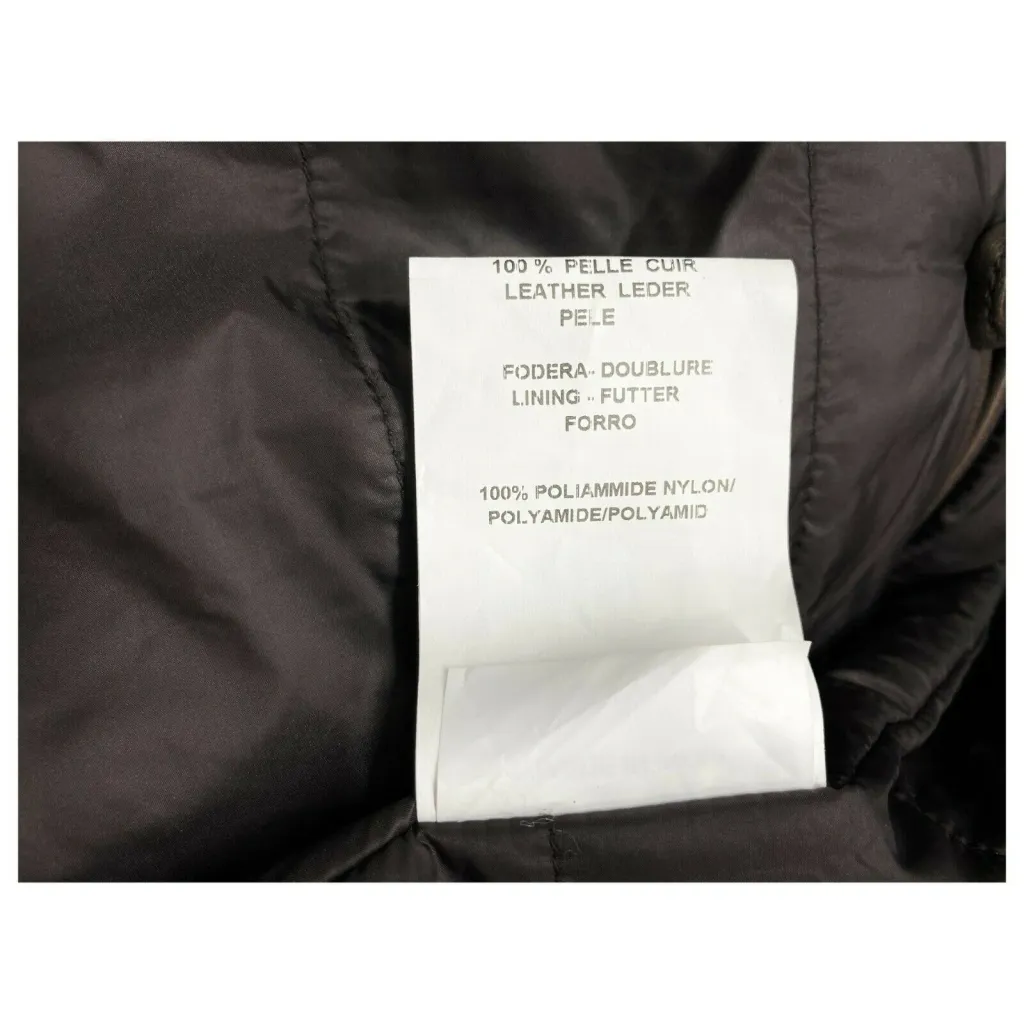 100 % PELLE CUIR
LEATHER LEDER
PELE
FODERA- DOUBLURE
LINING - FUTTER
FORRO
100% POLIAMMIDE NYLON/
POLYAMIDE/POLYAMID